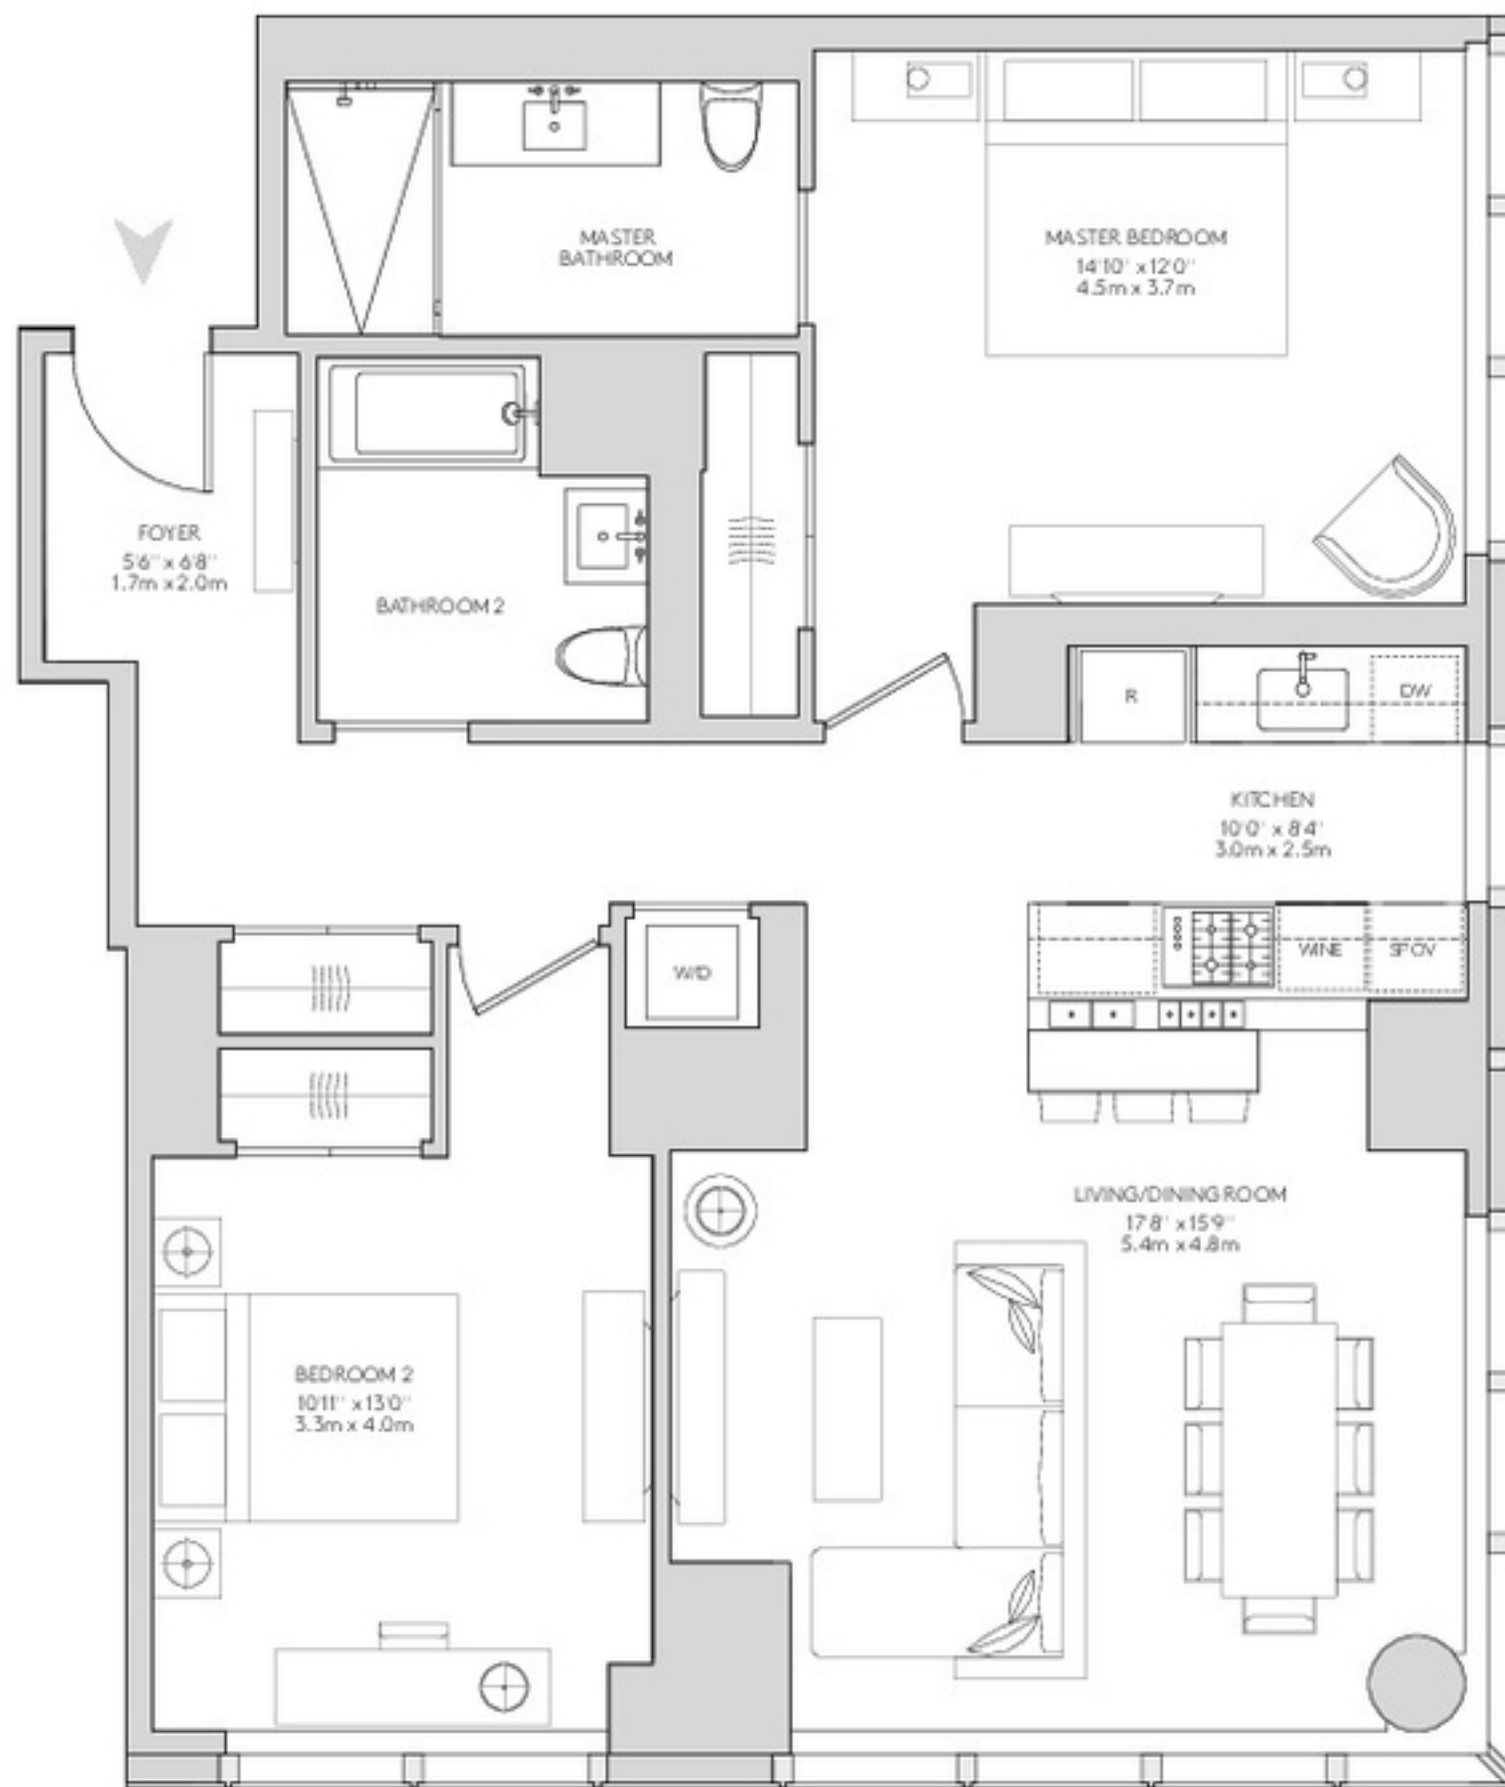 MASTER
BATHROOM
MASTER BEDROOM
14'10" x 12'0"
4.5m x 3.7m
FOYER
5'6" x 6'8"
1.7m x 2.0m
BATHROOM 2
R
DW
KITCHEN
10'0" x 8'4"
3.0m x 2.5m
W/D
WINE
SP OV
LIVING/DINING ROOM
17'8" x 15'9"
5.4m x 4.8m
BEDROOM 2
10'11" x 13'0"
3.3m x 4.0m